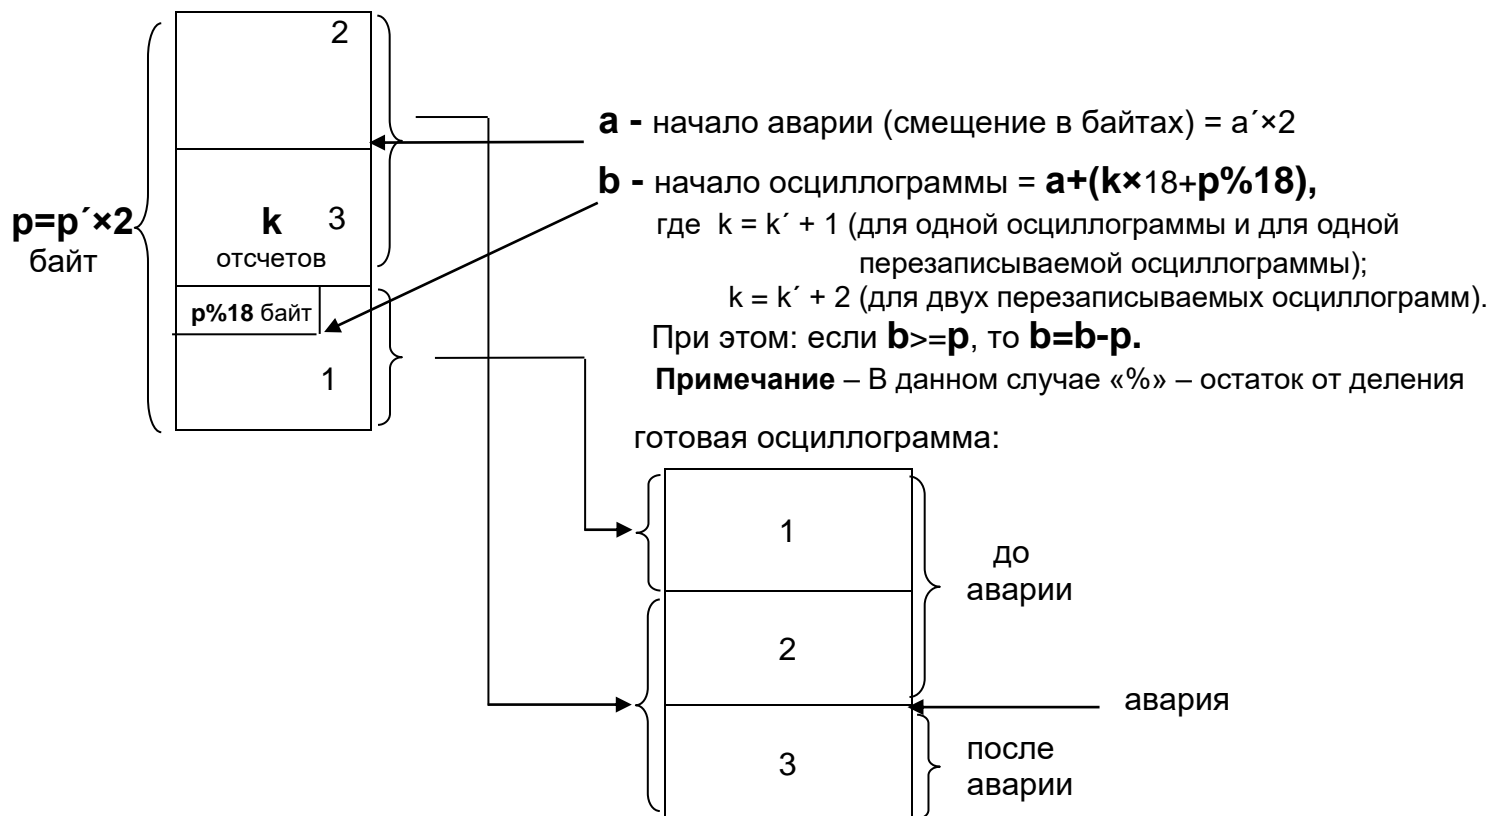 2
a - начало аварии (смещение в байтах) = a´×2
b - начало осциллограммы = a+(k×18+p%18),
p=p´×2
байт
k 3
отсчетов
где k = k´ + 1 (для одной осциллограммы и для одной
перезаписываемой осциллограммы);
k = k´ + 2 (для двух перезаписываемых осциллограмм).
p%18 байт
При этом: если b>=p, то b=b-p.
1
Примечание – В данном случае «%» – остаток от деления
готовая осциллограмма:
1
до
аварии
2
авария
3
после
аварии